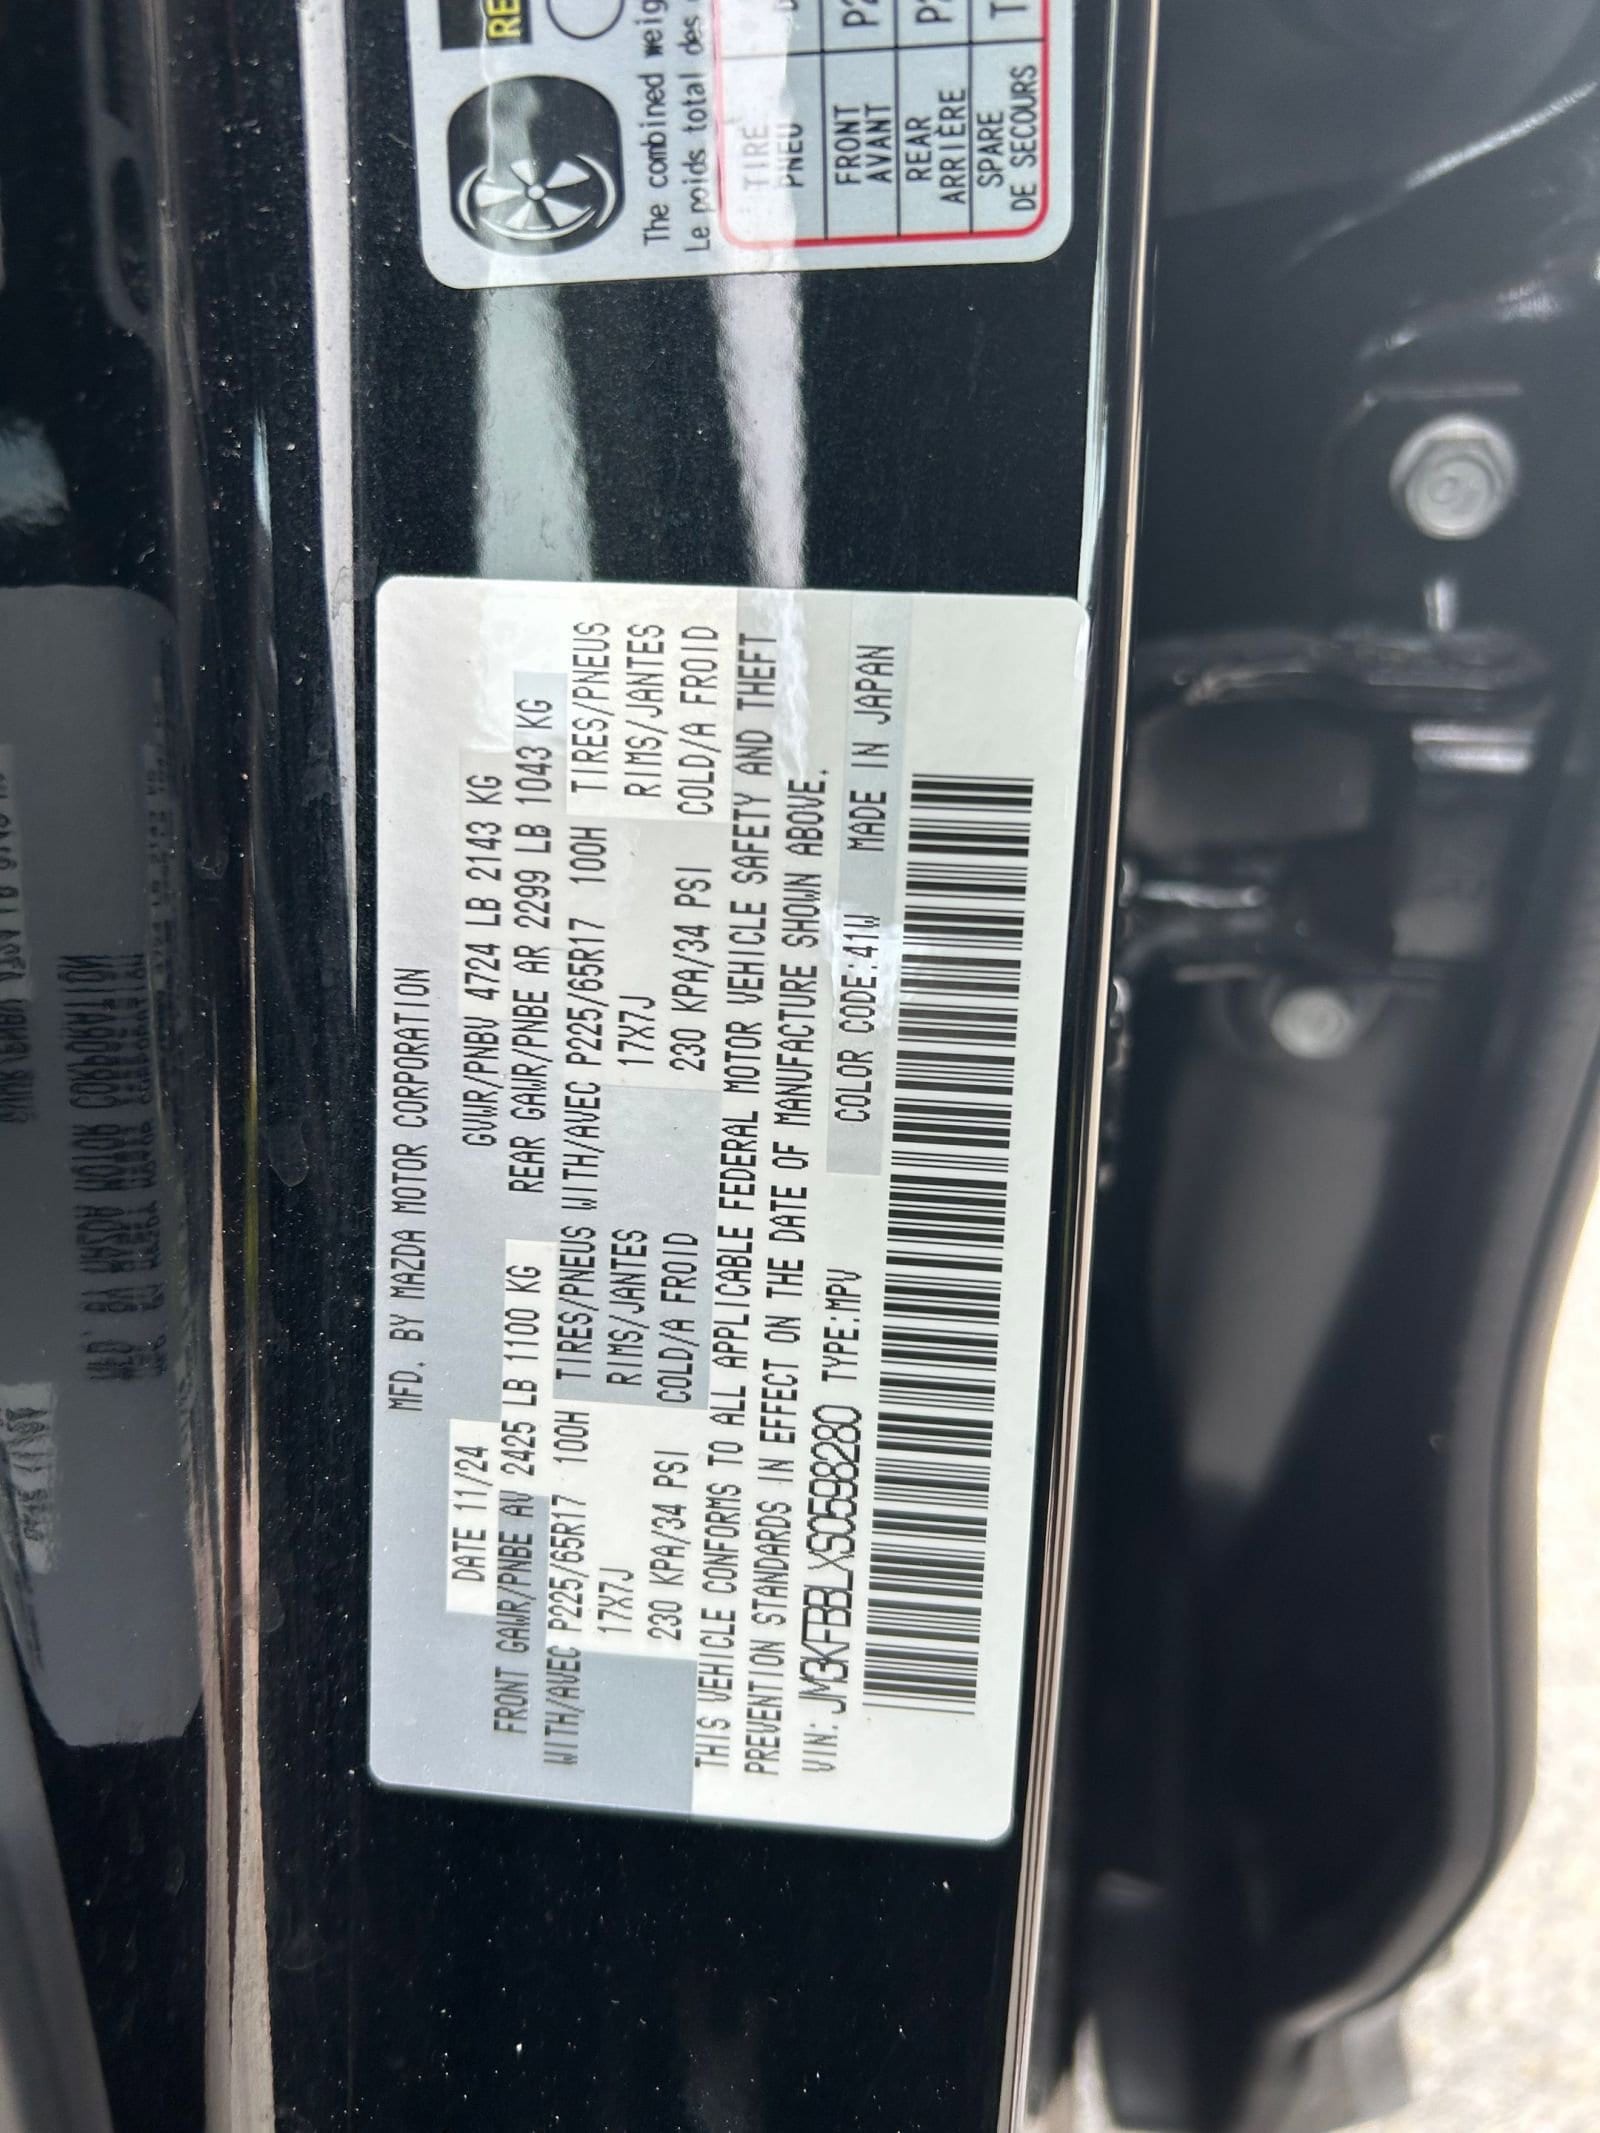 MFD. BY MAZDA MOTOR CORPORATION
DATE 11/24 GVWR/PNBV 4724 LB 2143 KG
FRONT GAWR/PNBE AV 2425 LB 1100 KG REAR GAWR/PNBE AR 2299 LB 1043 KG
WITH/AVEC P225/65R17 100H TIRES/PNEUS WITH/AVEC P225/65R17 100H TIRES/PNEUS
17X7J RIMS/JANTES 17X7J RIMS/JANTES
230 KPA/34 PSI COLD/A FROID 230 KPA/34 PSI COLD/A FROID
THIS VEHICLE CONFORMS TO ALL APPLICABLE FEDERAL MOTOR VEHICLE SAFETY AND THEFT
PREVENTION STANDARDS IN EFFECT ON THE DATE OF MANUFACTURE SHOWN ABOVE.
VIN: JM3KFBBLXS0598280 TYPE:MPV COLOR CODE:41W MADE IN JAPAN
RE
The combined weig
Le poids total des
TIRE
PNEU
FRONT P2
AVANT
REAR P2
ARRIÈRE
SPARE T
DE SECOURS